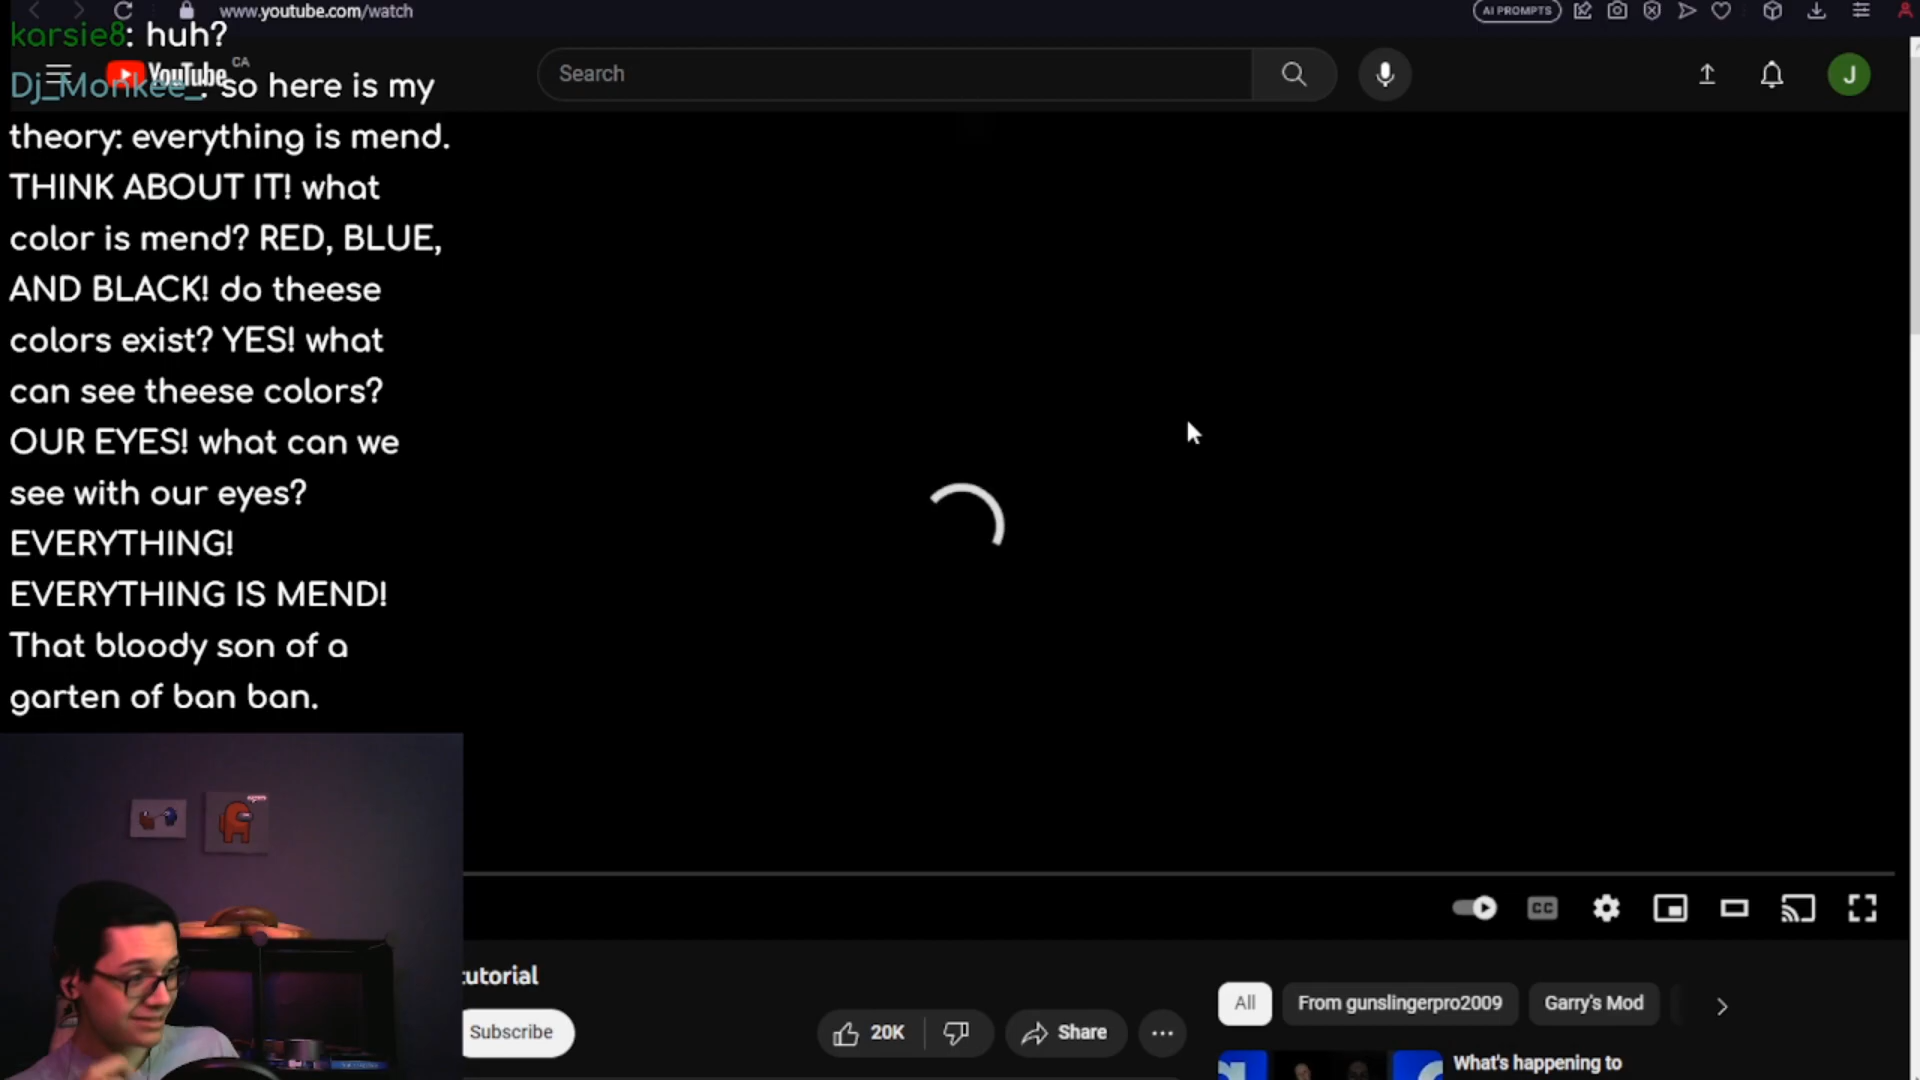 www.youtube.com/watch
AI PROMPTS
karsie8: huh?
YouTube CA
Search
J
Dj_Monkee_: so here is my
theory: everything is mend.
THINK ABOUT IT! what
color is mend? RED, BLUE,
AND BLACK! do theese
colors exist? YES! what
can see theese colors?
OUR EYES! what can we
see with our eyes?
EVERYTHING!
EVERYTHING IS MEND!
That bloody son of a
garten of ban ban.
CC
tutorial
Subscribe
20K
Share
All
From gunslingerpro2009
Garry's Mod
What's happening to